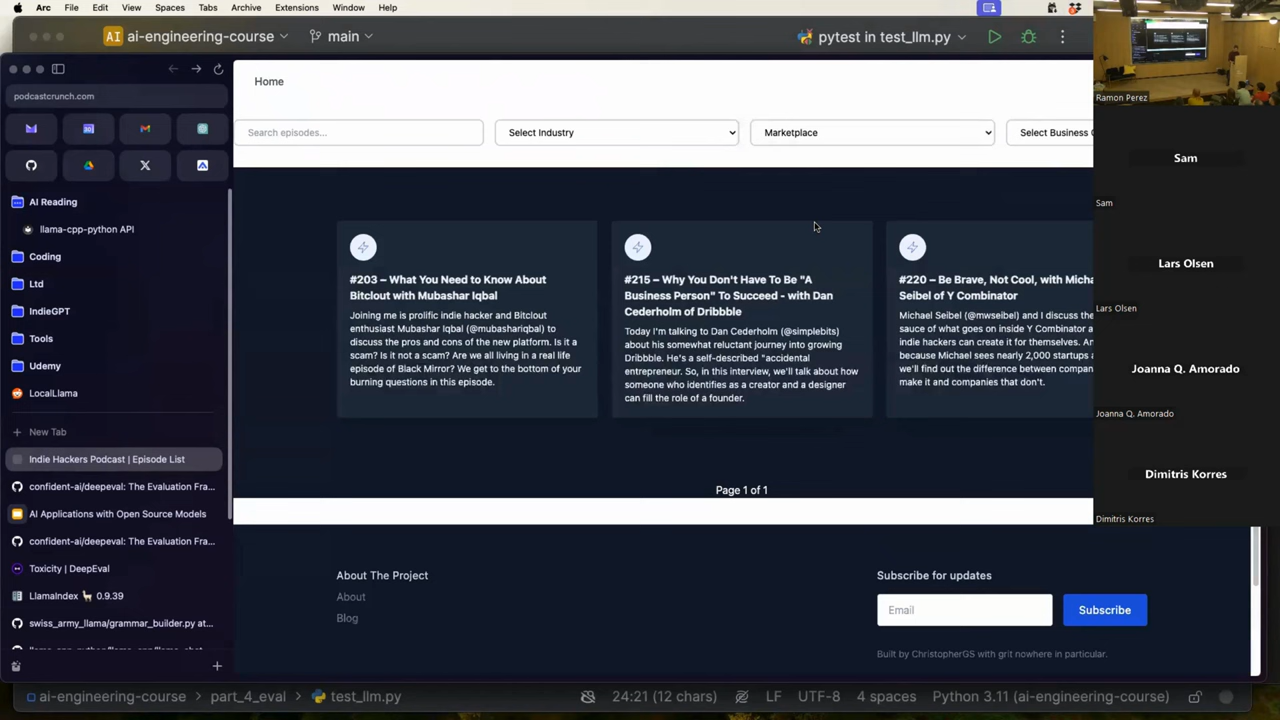 Arc File Edit View Spaces Tabs Archive Extensions Window Help
AI ai-engineering-course main pytest in test_llm.py
podcastcrunch.com
AI Reading
llama-cpp-python API
Coding
Ltd
IndieGPT
Tools
Udemy
LocalLlama
New Tab
Indie Hackers Podcast | Episode List
confident-ai/deepeval: The Evaluation Fra...
AI Applications with Open Source Models
confident-ai/deepeval: The Evaluation Fra...
Toxicity | DeepEval
LlamaIndex 🦙 0.9.39
swiss_army_llama/grammar_builder.py at...
Home
Search episodes...
Select Industry
Marketplace
Select Business
#203 – What You Need to Know About
Bitclout with Mubashar Iqbal
Joining me is prolific indie hacker and Bitclout
enthusiast Mubashar Iqbal (@mubashariqbal) to
discuss the pros and cons of the new platform. Is it a
scam? Is it not a scam? Are we all living in a real life
episode of Black Mirror? We get to the bottom of your
burning questions in this episode.
#215 – Why You Don't Have To Be "A
Business Person" To Succeed - with Dan
Cederholm of Dribbble
Today I'm talking to Dan Cederholm (@simplebits)
about his somewhat reluctant journey into growing
Dribbble. He's a self-described "accidental
entrepreneur. So, in this interview, we'll talk about how
someone who identifies as a creator and a designer
can fill the role of a founder.
#220 – Be Brave, Not Cool, with Micha
Seibel of Y Combinator
Michael Seibel (@mwseibel) and I discuss the
sauce of what goes on inside Y Combinator a
indie hackers can create it for themselves. An
because Michael sees nearly 2,000 startups a
we'll find out the difference between compan
make it and companies that don't.
Page 1 of 1
About The Project
About
Blog
Subscribe for updates
Email
Subscribe
Built by ChristopherGS with grit nowhere in particular.
Ramon Perez
Sam
Sam
Lars Olsen
Lars Olsen
Joanna Q. Amorado
Joanna Q. Amorado
Dimitris Korres
Dimitris Korres
ai-engineering-course > part_4_eval > test_llm.py 24:21 (12 chars) LF UTF-8 4 spaces Python 3.11 (ai-engineering-course)